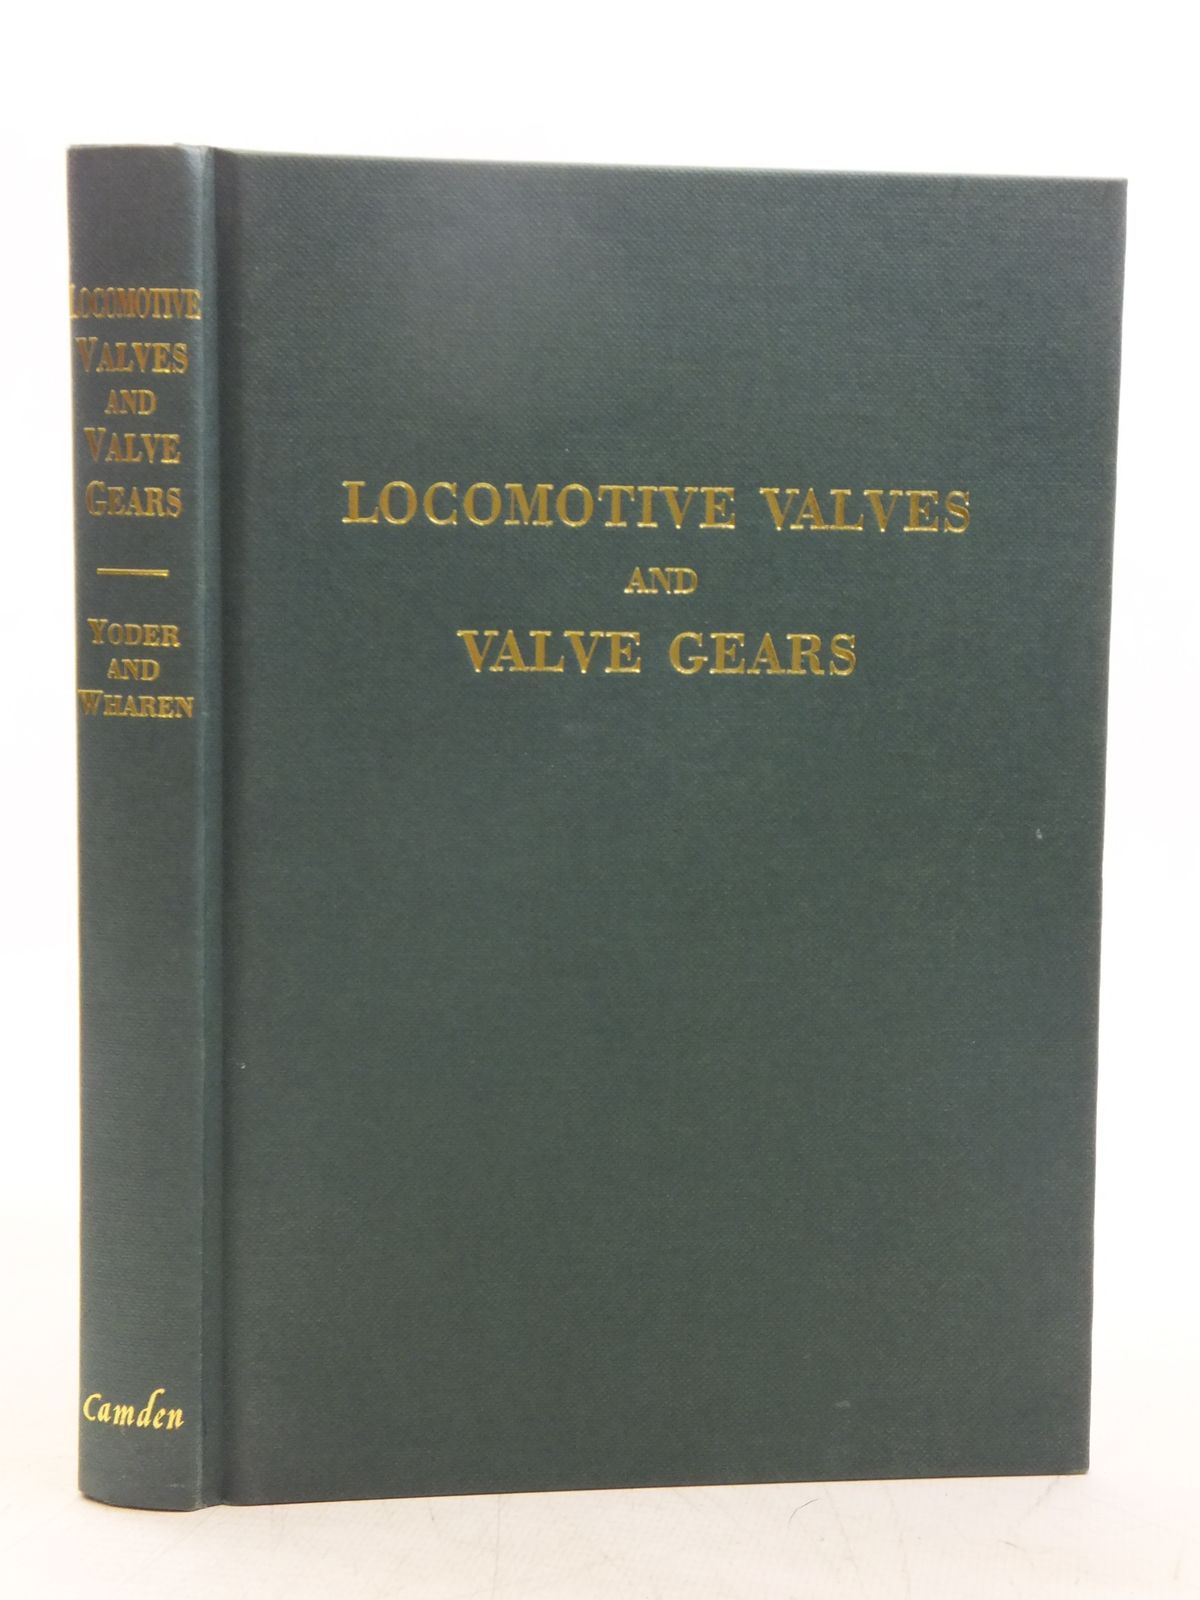 LOCOMOTIVE
VALVES
AND
VALVE
GEARS
YODER
AND
WHAREN
Camden
LOCOMOTIVE VALVES
AND
VALVE GEARS